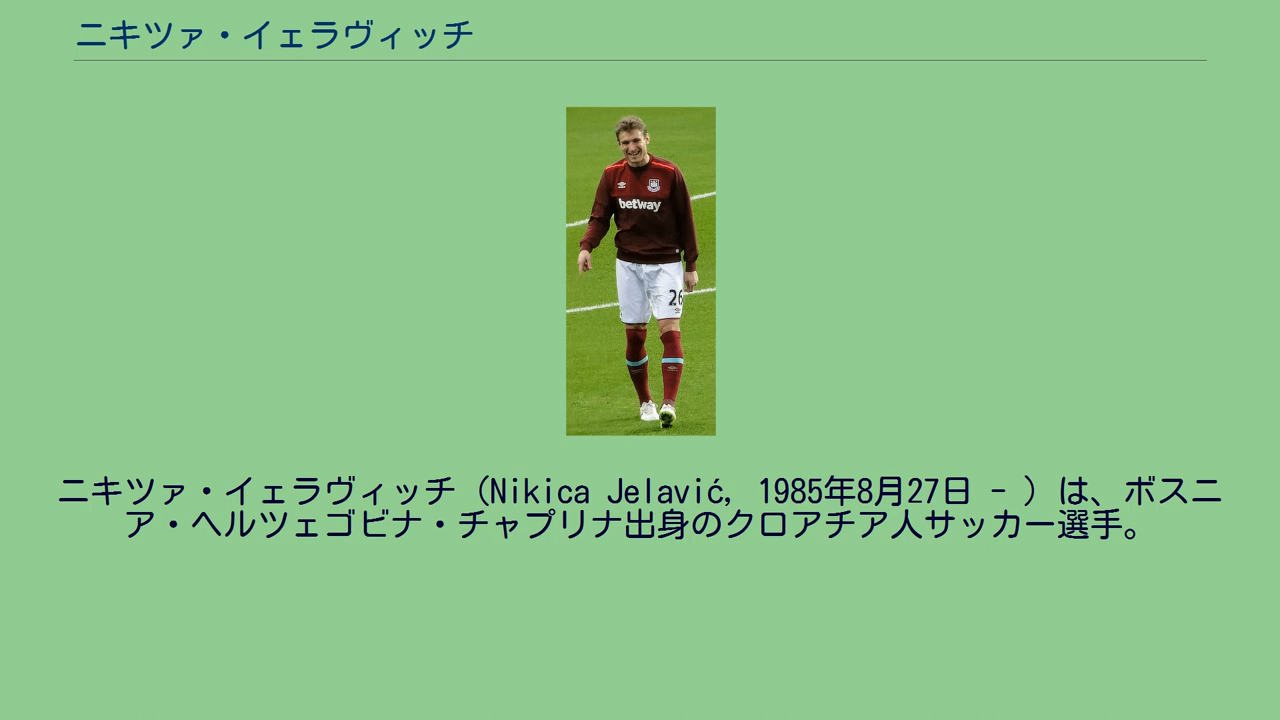 ニキツァ・イェラヴィッチ
betway
26
ニキツァ・イェラヴィッチ（Nikica Jelavić, 1985年8月27日 - ）は、ボスニ
ア・ヘルツェゴビナ・チャプリナ出身のクロアチア人サッカー選手。